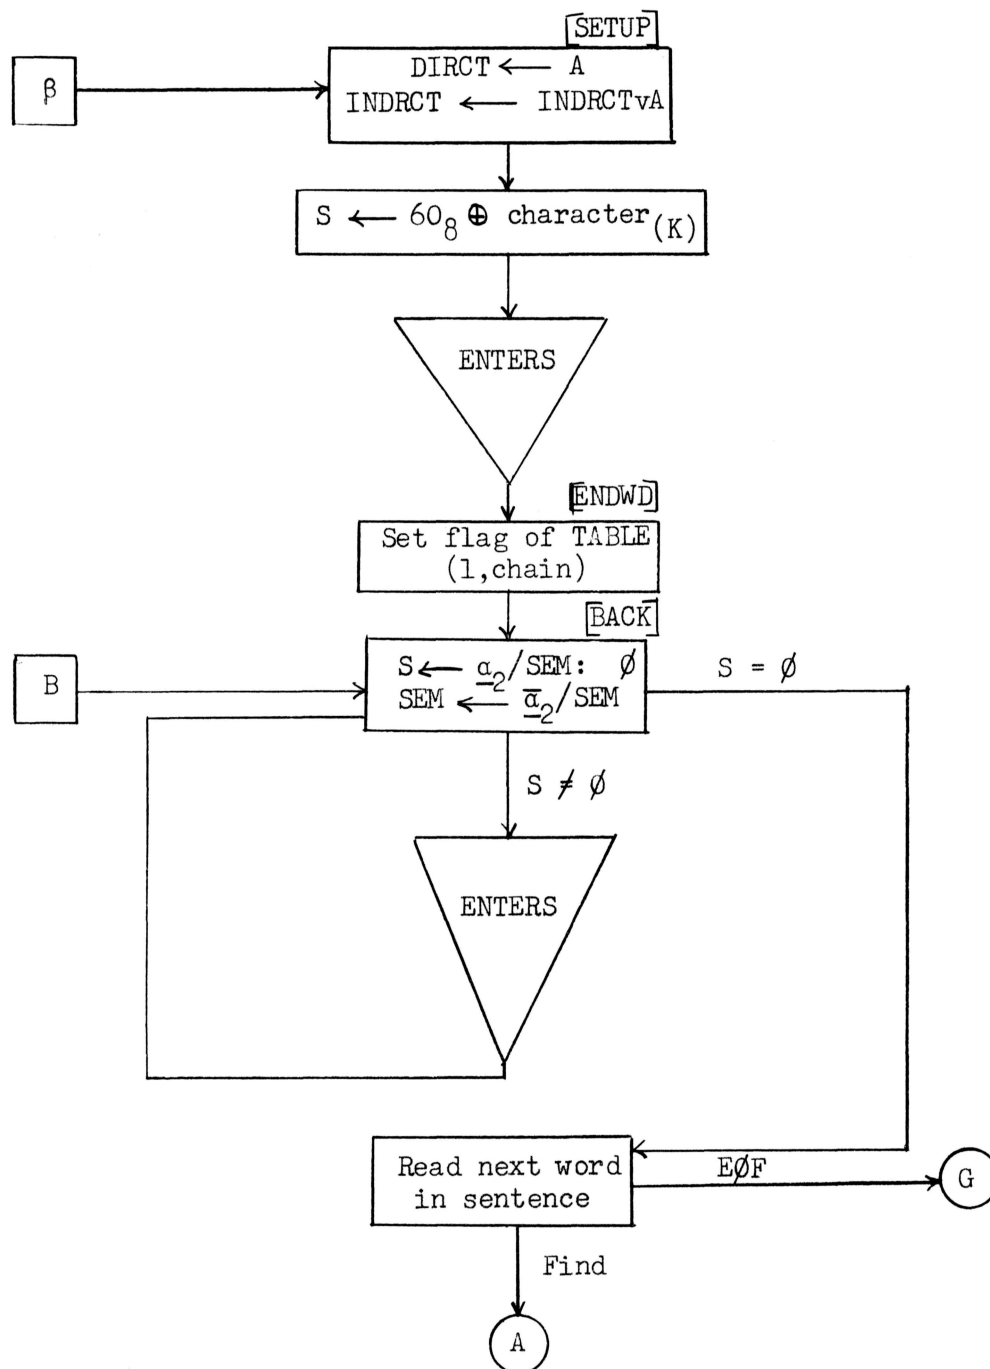 [SETUP]
β
DIRCT ← A
INDRCT ← INDRCTvA
S ← 60₈ ⊕ character(K)
ENTERS
[ENDWD]
Set flag of TABLE
(1,chain)
[BACK]
B
S ← α̲₂/SEM: ∅
SEM ← α̲̅₂/SEM
S = ∅
S ≠ ∅
ENTERS
Read next word
in sentence
EØF
G
Find
A